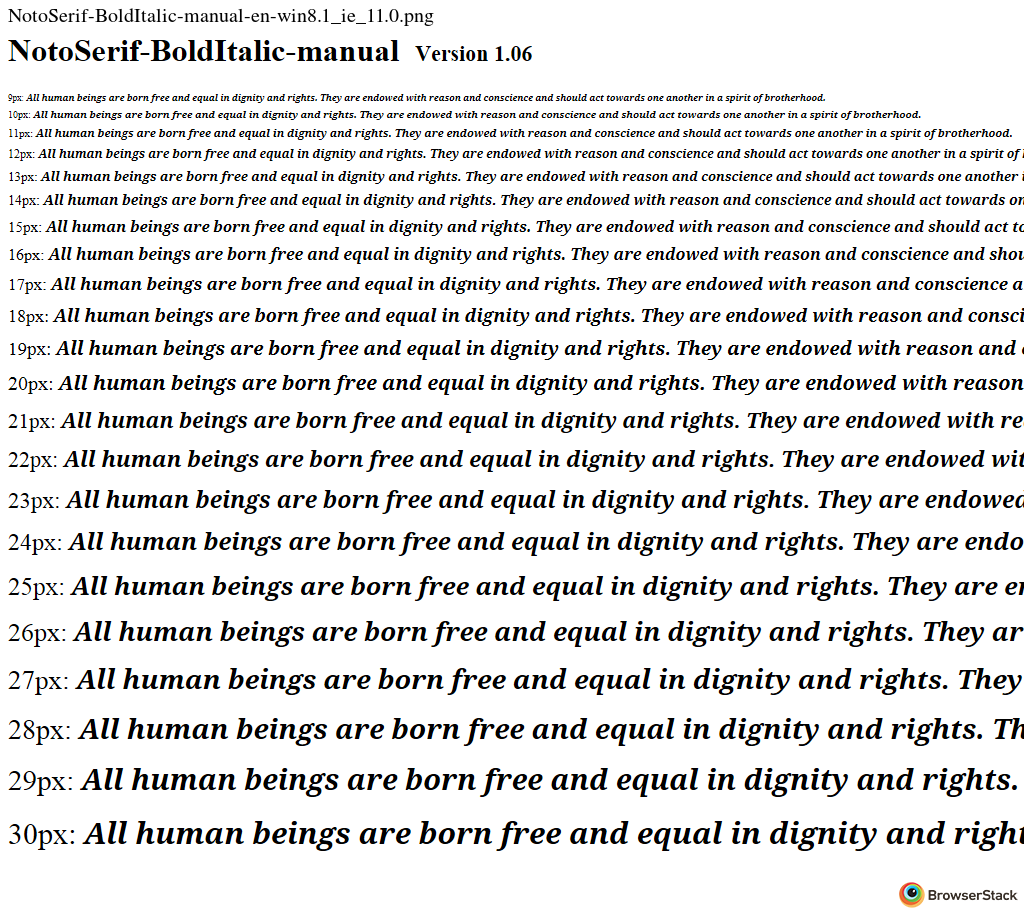 NotoSerif-BoldItalic-manual-en-win8.1_ie_11.0.png
NotoSerif-BoldItalic-manual Version 1.06
9px: All human beings are born free and equal in dignity and rights. They are endowed with reason and conscience and should act towards one another in a spirit of brotherhood.
10px: All human beings are born free and equal in dignity and rights. They are endowed with reason and conscience and should act towards one another in a spirit of brotherhood.
11px: All human beings are born free and equal in dignity and rights. They are endowed with reason and conscience and should act towards one another in a spirit of brotherhood.
12px: All human beings are born free and equal in dignity and rights. They are endowed with reason and conscience and should act towards one another in a spirit of
13px: All human beings are born free and equal in dignity and rights. They are endowed with reason and conscience and should act towards one another
14px: All human beings are born free and equal in dignity and rights. They are endowed with reason and conscience and should act towards on
15px: All human beings are born free and equal in dignity and rights. They are endowed with reason and conscience and should act to
16px: All human beings are born free and equal in dignity and rights. They are endowed with reason and conscience and shou
17px: All human beings are born free and equal in dignity and rights. They are endowed with reason and conscience a
18px: All human beings are born free and equal in dignity and rights. They are endowed with reason and consci
19px: All human beings are born free and equal in dignity and rights. They are endowed with reason and
20px: All human beings are born free and equal in dignity and rights. They are endowed with reason
21px: All human beings are born free and equal in dignity and rights. They are endowed with re
22px: All human beings are born free and equal in dignity and rights. They are endowed wit
23px: All human beings are born free and equal in dignity and rights. They are endowed
24px: All human beings are born free and equal in dignity and rights. They are endo
25px: All human beings are born free and equal in dignity and rights. They are en
26px: All human beings are born free and equal in dignity and rights. They ar
27px: All human beings are born free and equal in dignity and rights. They
28px: All human beings are born free and equal in dignity and rights. Th
29px: All human beings are born free and equal in dignity and rights.
30px: All human beings are born free and equal in dignity and right
BrowserStack